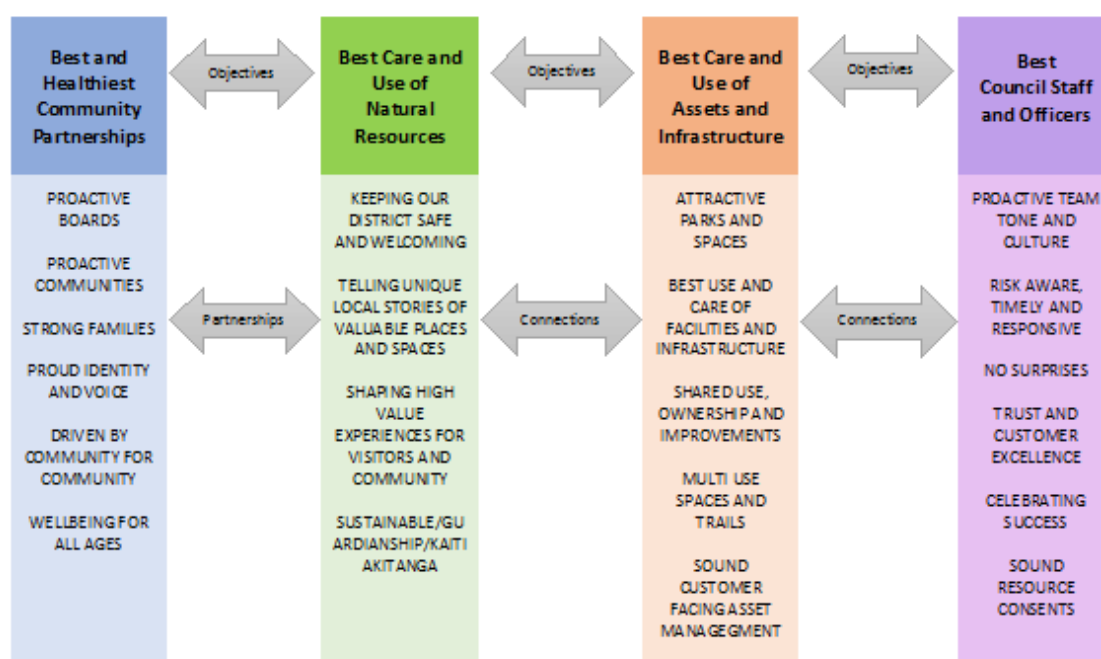 Best and
Healthiest
Community
Partnerships
Objectives
Best Care and
Use of
Natural
Resources
Objectives
Best Care and
Use of
Assets and
Infrastructure
Objectives
Best
Council Staff
and Officers
PROACTIVE
BOARDS
PROACTIVE
COMMUNITIES
STRONG FAMILIES
PROUD IDENTITY
AND VOICE
DRIVEN BY
COMMUNITY FOR
COMMUNITY
WELLBEING FOR
ALL AGES
Partnerships
KEEPING OUR
DISTRICT SAFE
AND WELCOMING
TELLING UNIQUE
LOCAL STORIES OF
VALUABLE PLACES
AND SPACES
SHAPING HIGH
VALUE
EXPERIENCES FOR
VISITORS AND
COMMUNITY
SUSTAINABLE/GU
ARDIANSHIP/KAITI
AKITANGA
Connections
ATTRACTIVE
PARKS AND
SPACES
BEST USE AND
CARE OF
FACILITIES AND
INFRASTRUCTURE
SHARED USE,
OWNERSHIP AND
IMPROVEMENTS
MULTI USE
SPACES AND
TRAILS
SOUND
CUSTOMER
FACING ASSET
MANAGEGMENT
Connections
PROACTIVE TEAM
TONE AND
CULTURE
RISK AWARE,
TIMELY AND
RESPONSIVE
NO SURPRISES
TRUST AND
CUSTOMER
EXCELLENCE
CELEBRATING
SUCCESS
SOUND
RESOURCE
CONSENTS